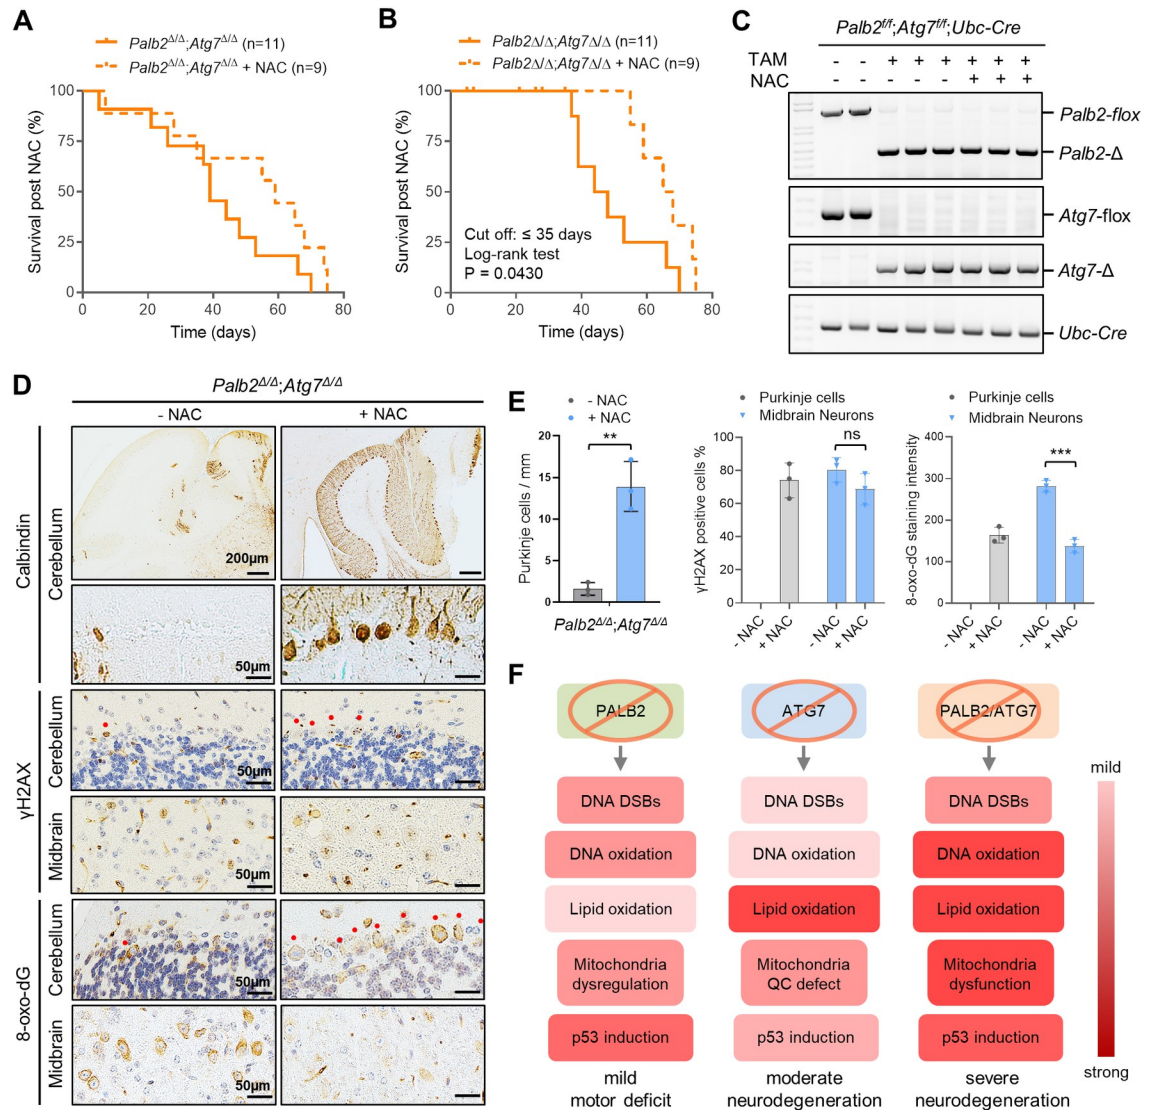 A
Palb2Δ/Δ;Atg7Δ/Δ (n=11)
Palb2Δ/Δ;Atg7Δ/Δ + NAC (n=9)
Survival post NAC (%)
100
75
50
25
0
0 20 40 60 80
Time (days)
B
Palb2Δ/Δ;Atg7Δ/Δ (n=11)
Palb2Δ/Δ;Atg7Δ/Δ + NAC (n=9)
Survival post NAC (%)
100
75
50
25
0
Cut off: ≤ 35 days
Log-rank test
P = 0.0430
0 20 40 60 80
Time (days)
C
Palb2f/f;Atg7f/f;Ubc-Cre
TAM - - + + + + + +
NAC - - - - - + + +
Palb2-flox
Palb2-Δ
Atg7-flox
Atg7-Δ
Ubc-Cre
D
Palb2Δ/Δ;Atg7Δ/Δ
- NAC + NAC
Calbindin
Cerebellum
200µm
50µm
γH2AX
Cerebellum
50µm
Midbrain
50µm
8-oxo-dG
Cerebellum
50µm
Midbrain
50µm
E
- NAC
+ NAC
Purkinje cells / mm
20
15
10
5
0
**
Palb2Δ/Δ;Atg7Δ/Δ
Purkinje cells
Midbrain Neurons
γH2AX positive cells %
100
80
60
40
20
0
ns
- NAC
+ NAC
- NAC
+ NAC
Purkinje cells
Midbrain Neurons
8-oxo-dG staining intensity
400
300
200
100
0
***
- NAC
+ NAC
- NAC
+ NAC
F
PALB2 ATG7 PALB2/ATG7
DNA DSBs DNA DSBs DNA DSBs
DNA oxidation DNA oxidation DNA oxidation
Lipid oxidation Lipid oxidation Lipid oxidation
Mitochondria Mitochondria Mitochondria
dysregulation QC defect dysfunction
p53 induction p53 induction p53 induction
mild moderate severe
motor deficit neurodegeneration neurodegeneration
mild
strong